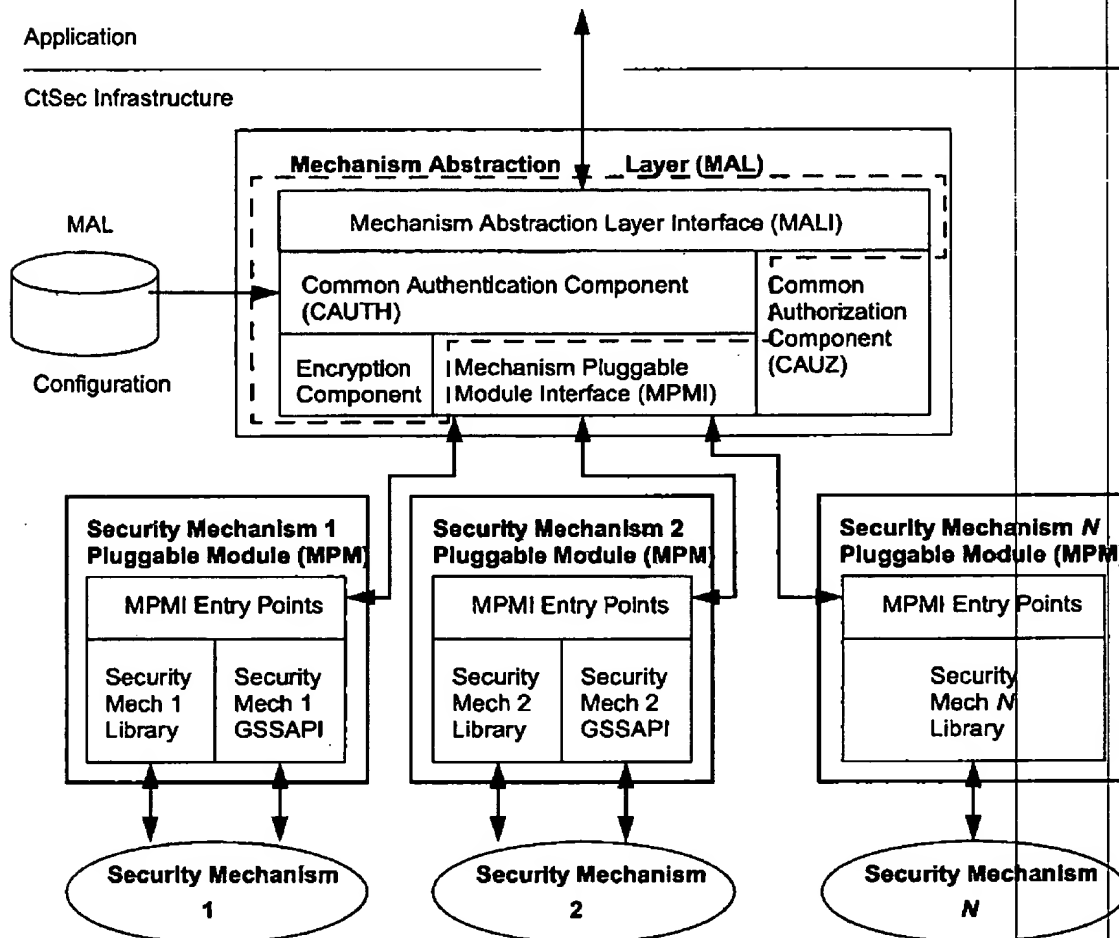 Application
CtSec Infrastructure
Mechanism Abstraction Layer (MAL)
Mechanism Abstraction Layer Interface (MALI)
MAL
Configuration
Common Authentication Component
(CAUTH)
Common
Authorization
Component
(CAUZ)
Encryption
Component
Mechanism Pluggable
Module Interface (MPMI)
Security Mechanism 1
Pluggable Module (MPM)
MPMI Entry Points
Security
Mech 1
Library
Security
Mech 1
GSSAPI
Security Mechanism
1
Security Mechanism 2
Pluggable Module (MPM)
MPMI Entry Points
Security
Mech 2
Library
Security
Mech 2
GSSAPI
Security Mechanism
2
Security Mechanism N
Pluggable Module (MPM
MPMI Entry Points
Security
Mech N
Library
Security Mechanism
N